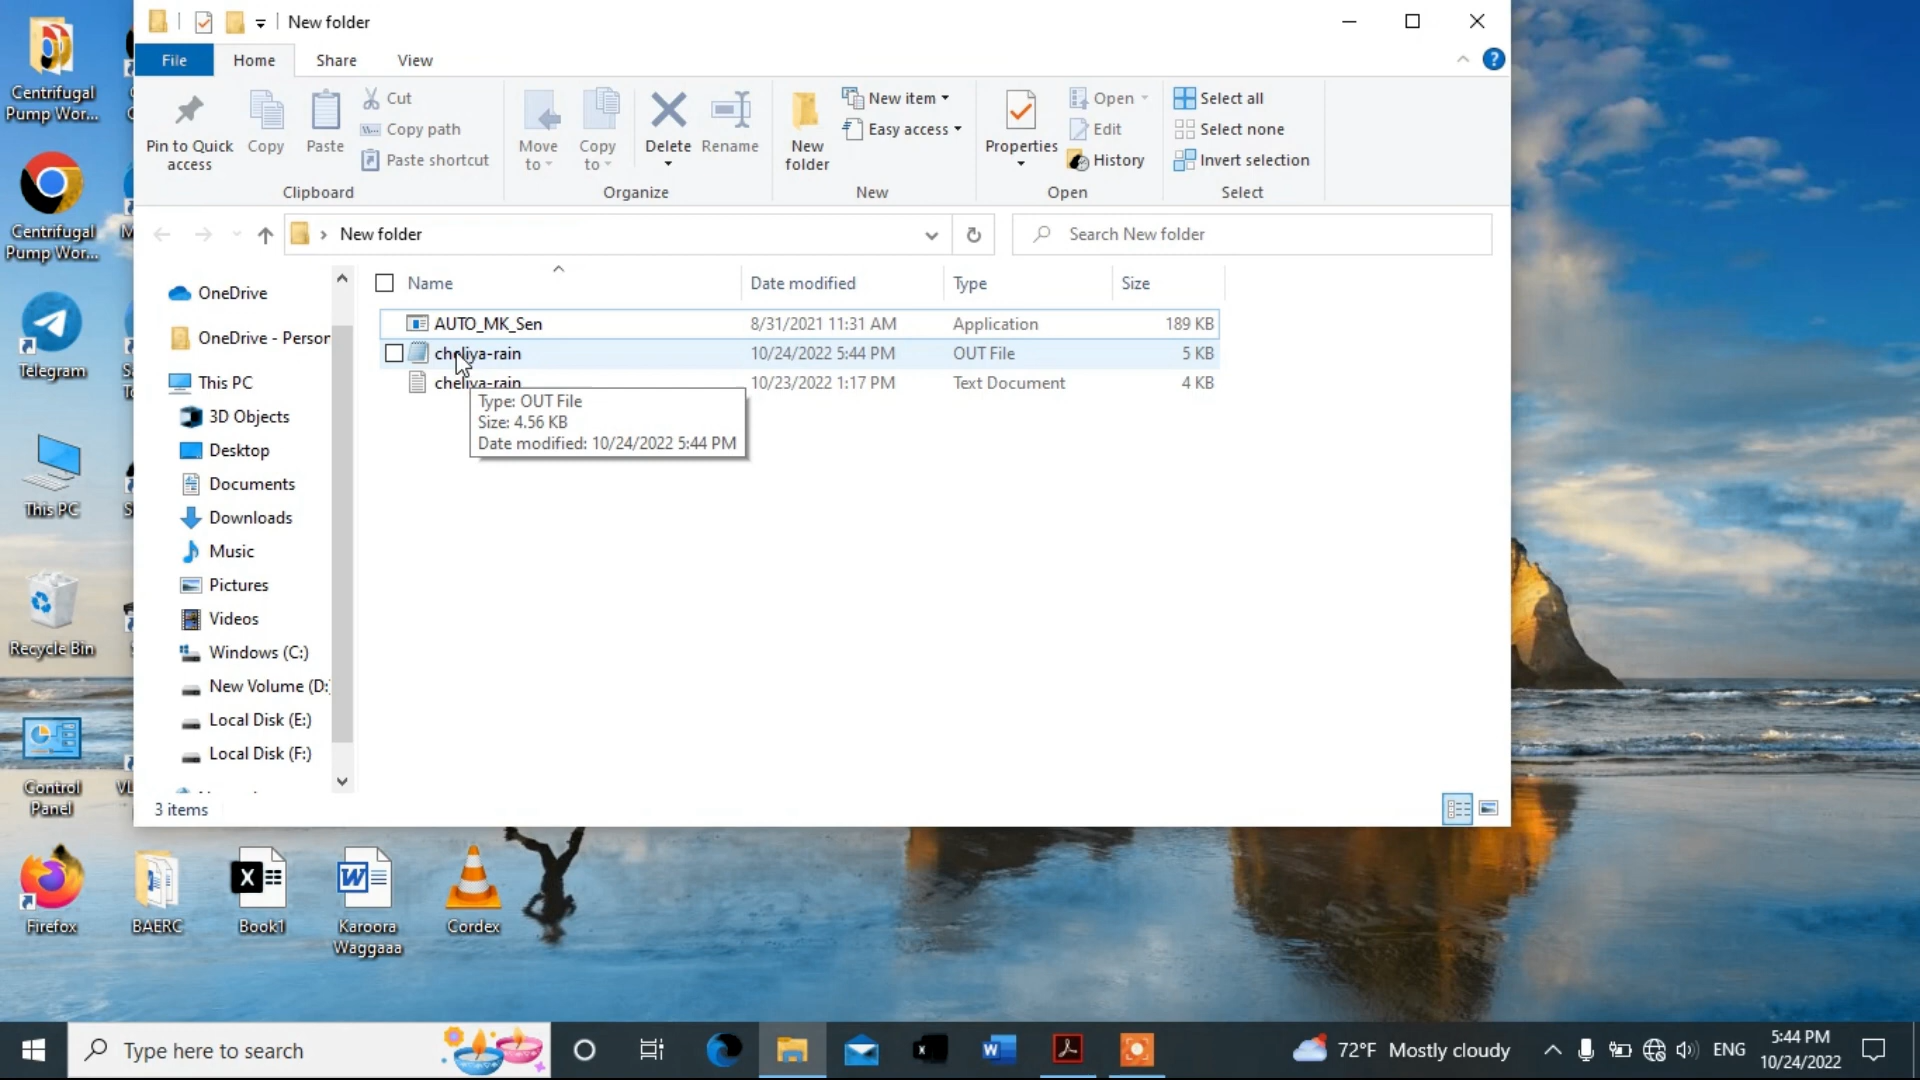 New folder
File Home Share View
Pin to Quick access
Copy
Paste
Cut
Copy path
Paste shortcut
Clipboard
Move to
Copy to
Delete
Rename
Organize
New folder
New item
Easy access
New
Properties
Open
Edit
History
Open
Select all
Select none
Invert selection
Select
New folder
Search New folder
Name Date modified Type Size
AUTO_MK_Sen 8/31/2021 11:31 AM Application 189 KB
cheliya-rain 10/24/2022 5:44 PM OUT File 5 KB
cheliya-rain 10/23/2022 1:17 PM Text Document 4 KB
Type: OUT File
Size: 4.56 KB
Date modified: 10/24/2022 5:44 PM
OneDrive
OneDrive - Person
This PC
3D Objects
Desktop
Documents
Downloads
Music
Pictures
Videos
Windows (C:)
New Volume (D:
Local Disk (E:)
Local Disk (F:)
3 items
Centrifugal
Pump Wor...
Centrifugal
Pump Wor...
Telegram
This PC
Recycle Bin
Control
Panel
VL
Firefox
BAERC
Book1
Karoora
Waggaaa
Cordex
Type here to search
72°F Mostly cloudy
ENG
5:44 PM
10/24/2022